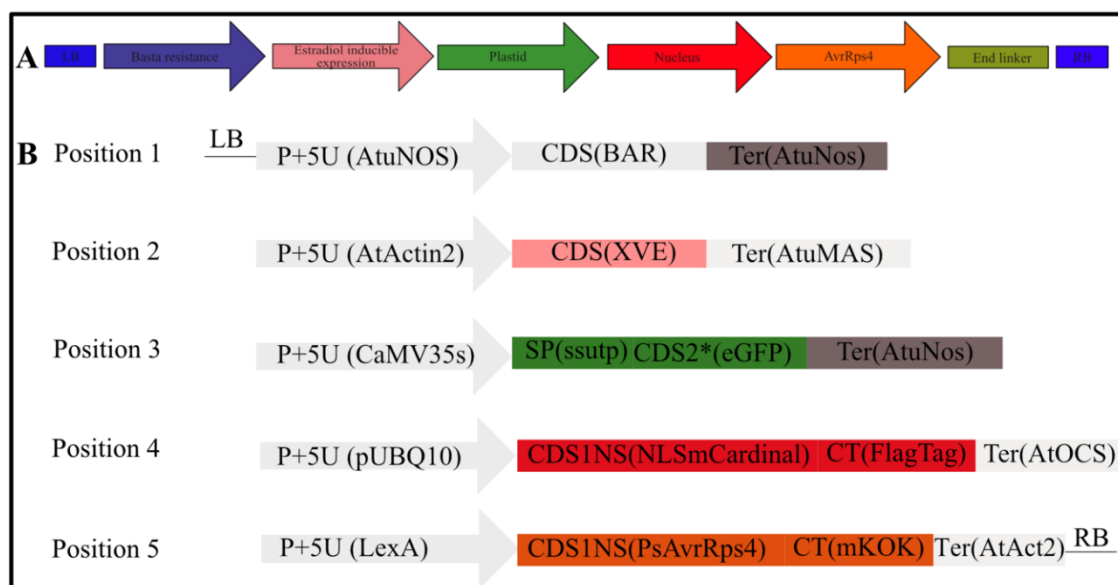 A LB Basta resistance Estradiol inducible expression Plastid Nucleus AvrRps4 End linker RB
B Position 1 LB P+5U (AtuNOS) CDS(BAR) Ter(AtuNos)
Position 2 P+5U (AtActin2) CDS(XVE) Ter(AtuMAS)
Position 3 P+5U (CaMV35s) SP(ssutp) CDS2*(eGFP) Ter(AtuNos)
Position 4 P+5U (pUBQ10) CDS1NS(NLSmCardinal) CT(FlagTag) Ter(AtOCS)
Position 5 P+5U (LexA) CDS1NS(PsAvrRps4) CT(mKOK) Ter(AtAct2) RB